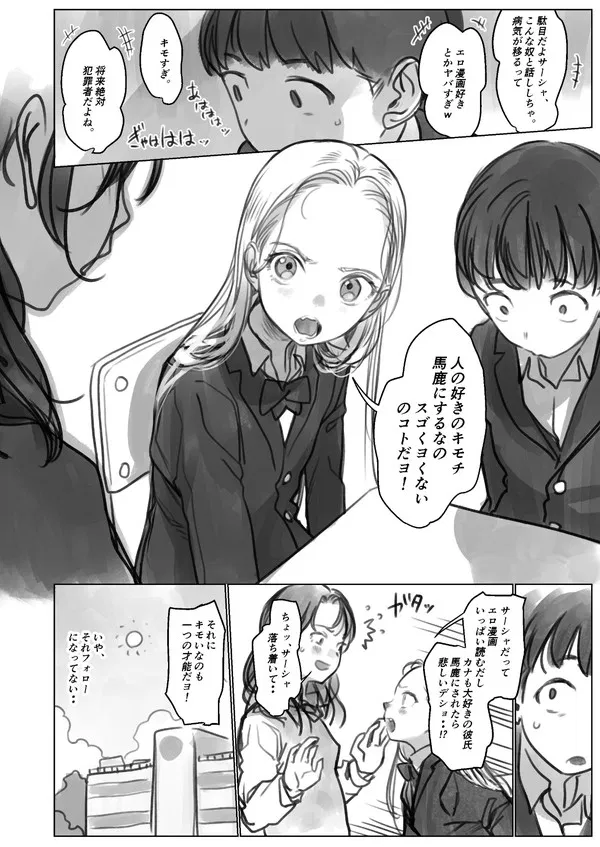 駄目だよサーシャ、
こんな奴と話ししちゃ。
病気が移るって
エロ漫画好き
とかヤバすぎw
キモすぎ。
将来絶対
犯罪者だよね。
あはははは
ぎゃははははッ
人の好きのキモチ
馬鹿にするなの
スゴくヨくない
のコトだヨ！
サーシャだって
エロ漫画
いっぱい読むだし
カナも大好きの彼氏
馬鹿にされたら
悲しいデショ・・!?
ガタッ
ちょッ、サーシャ
落ち着いて・・
それに
キモいなのも
一つの才能だヨ！
いや、
それフォロー
になってない・・